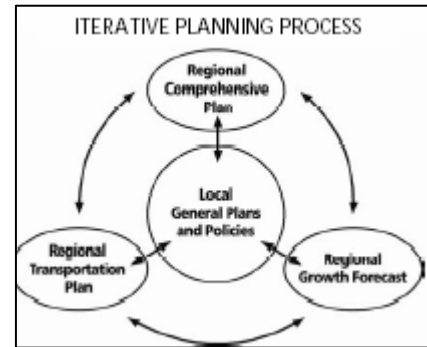 ITERATIVE PLANNING PROCESS
Regional
Comprehensive
Plan
Local
General Plans
and Policies
Regional
Transportation
Plan
Regional
Growth Forecast